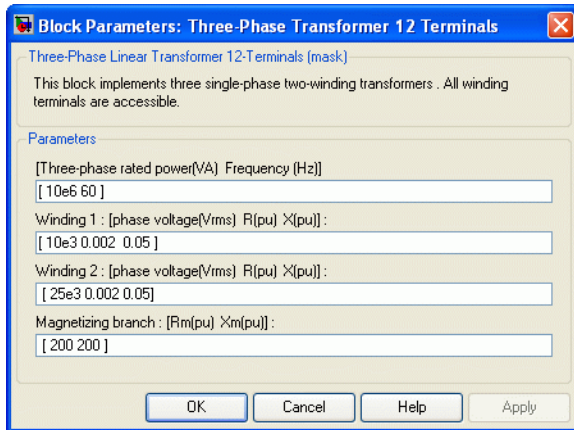 Block Parameters: Three-Phase Transformer 12 Terminals
Three-Phase Linear Transformer 12-Terminals (mask)
This block implements three single-phase two-winding transformers . All winding
terminals are accessible.
Parameters
[Three-phase rated power(VA) Frequency (Hz)]
[ 10e6 60 ]
Winding 1 : [phase voltage(Vrms) R(pu) X(pu)] :
[ 10e3 0.002 0.05 ]
Winding 2 : [phase voltage(Vrms) R(pu) X(pu)] :
[ 25e3 0.002 0.05]
Magnetizing branch : [Rm(pu) Xm(pu)] :
[ 200 200 ]
OK Cancel Help Apply